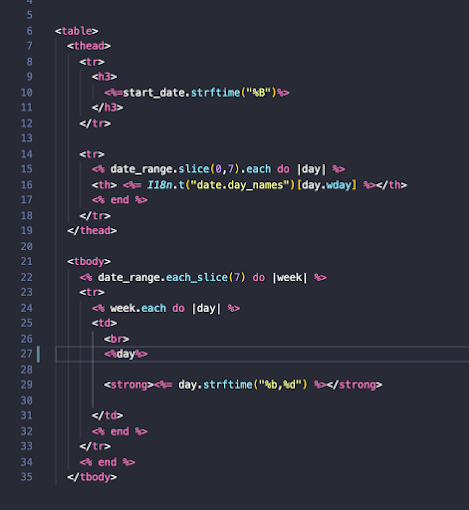 4
5
6 <table>
7 <thead>
8 <tr>
9 <h3>
10 <%=start_date.strftime("%B")%>
11 </h3>
12 </tr>
13
14 <tr>
15 <% date_range.slice(0,7).each do |day| %>
16 <th> <%= I18n.t("date.day_names")[day.wday] %></th>
17 <% end %>
18 </tr>
19 </thead>
20
21 <tbody>
22 <% date_range.each_slice(7) do |week| %>
23 <tr>
24 <% week.each do |day| %>
25 <td>
26 <br>
27 <%day%>
28
29 <strong><%= day.strftime("%b,%d") %></strong>
30
31 </td>
32 <% end %>
33 </tr>
34 <% end %>
35 </tbody>